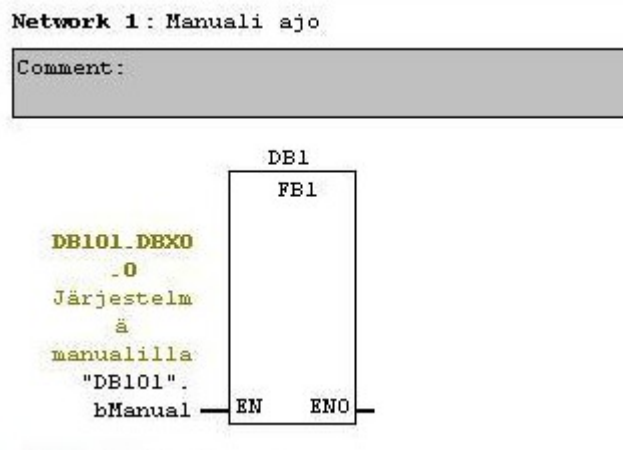 Network 1 : Manuali ajo
Comment:
DB1
FB1
DB101.DBX0
.0
Järjestelm
ä
manualilla
"DB101".
bManual
EN
ENO